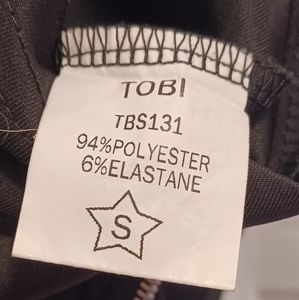 TOBI
TBS131
94%POLYESTER
6%ELASTANE
S